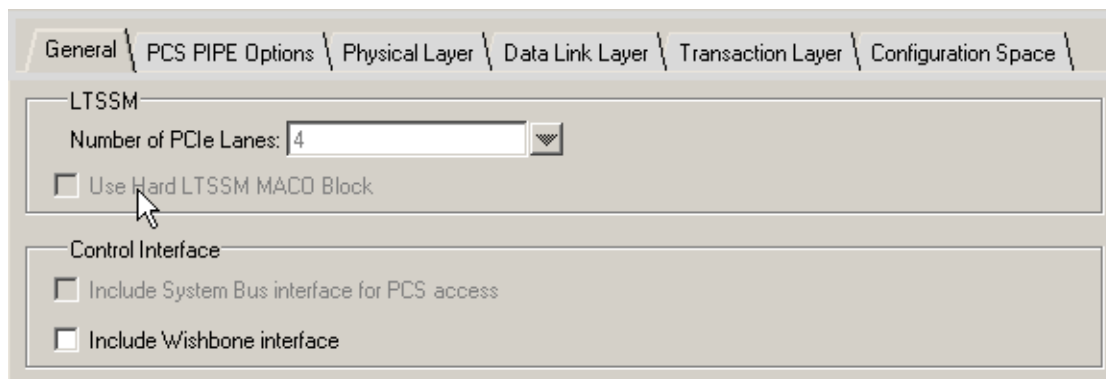 General PCS PIPE Options Physical Layer Data Link Layer Transaction Layer Configuration Space
LTSSM
Number of PCIe Lanes: 4
Use Hard LTSSM MACO Block
Control Interface
Include System Bus interface for PCS access
Include Wishbone interface